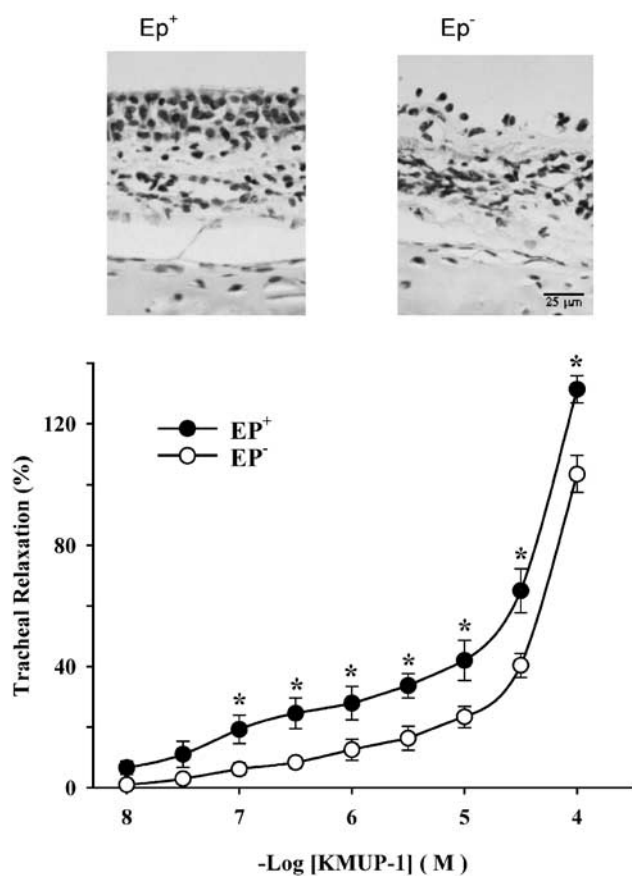 Ep⁺ Ep⁻
25 µm
Tracheal Relaxation (%)
120
80
40
0
EP⁺
EP⁻
*
*
*
*
*
*
*
8 7 6 5 4
-Log [KMUP-1] ( M )